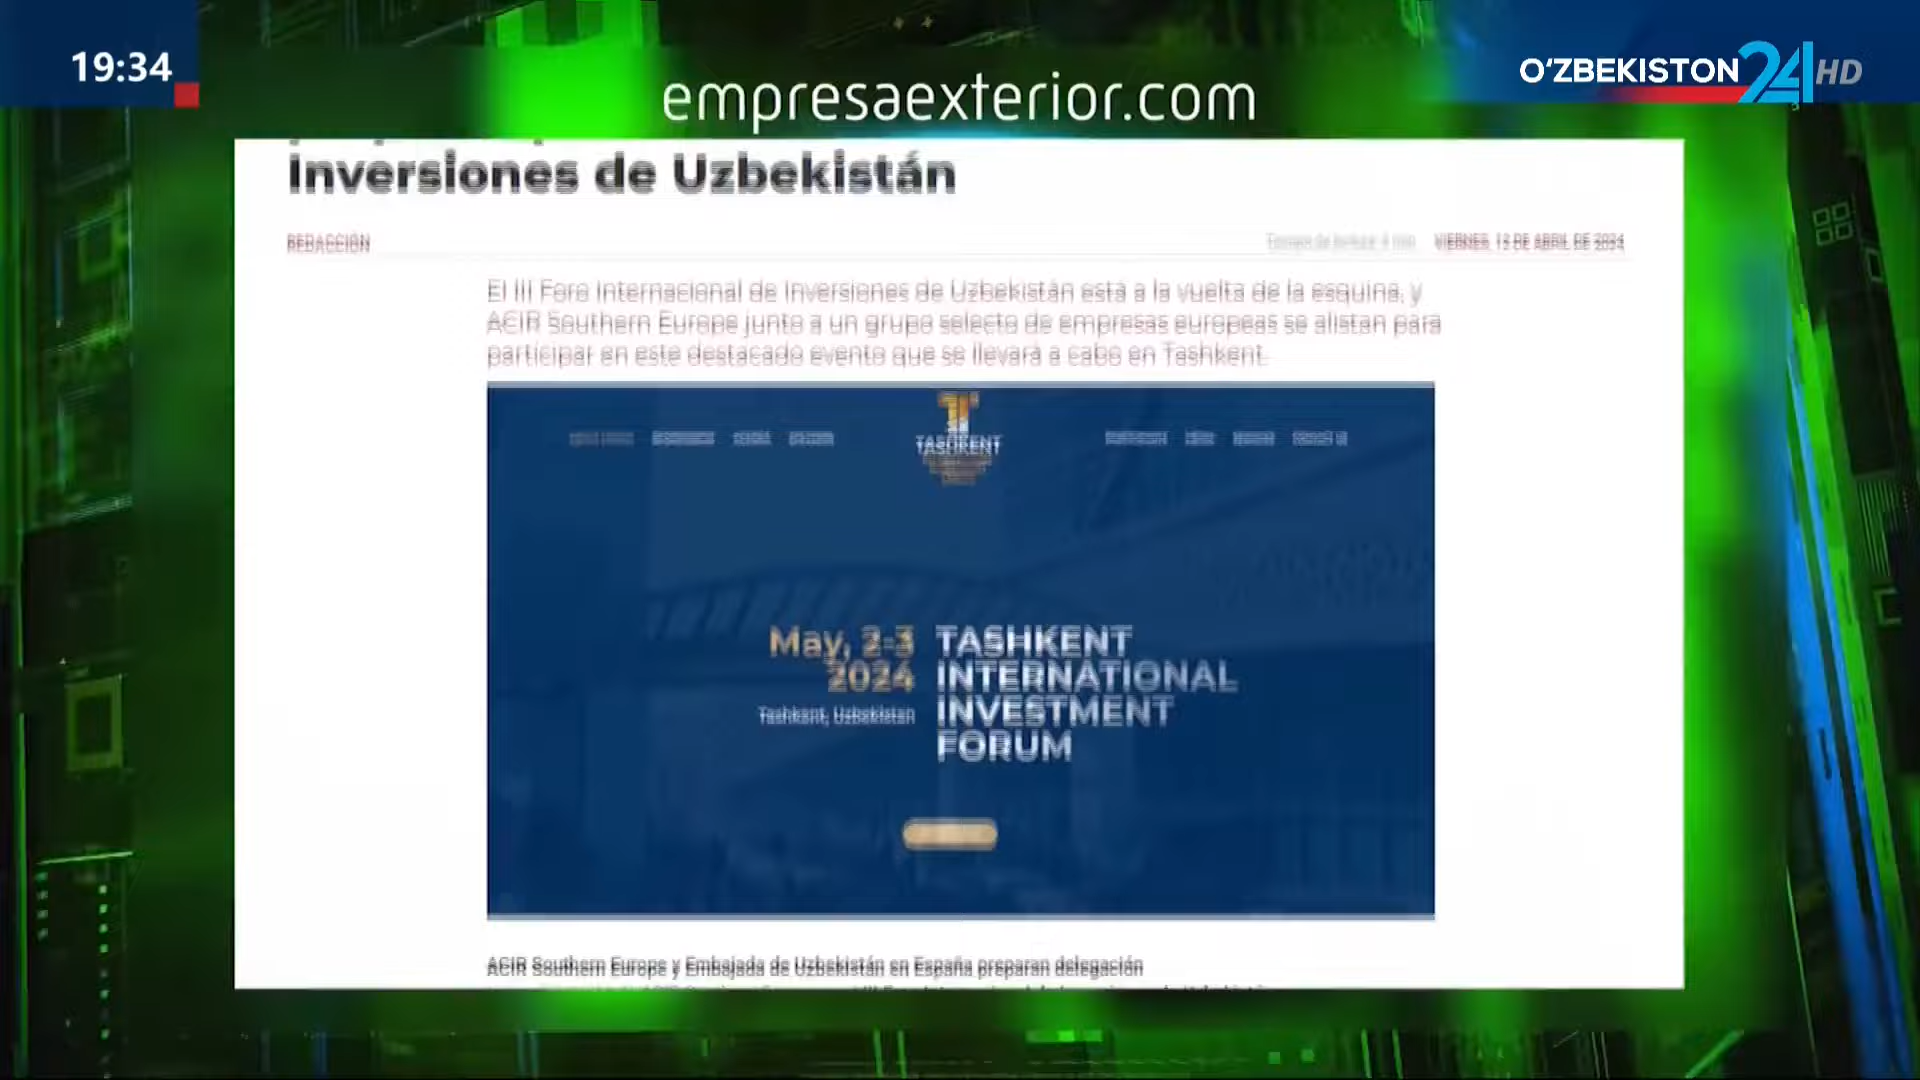 19:34
O'ZBEKISTON 24 HD
empresaexterior.com
Inversiones de Uzbekistán
REDACCIÓN
VIERNES, 12 DE ABRIL DE 2024
El III Foro Internacional de Inversiones de Uzbekistán está a la vuelta de la esquina, y
ACIR Southern Europe junto a un grupo selecto de empresas europeas se alistan para
participar en este destacado evento que se llevará a cabo en Tashkent.
TASHKENT
May, 2-3
2024
Tashkent, Uzbekistan
TASHKENT
INTERNATIONAL
INVESTMENT
FORUM
ACIR Southern Europe y Embajada de Uzbekistán en España preparan delegación